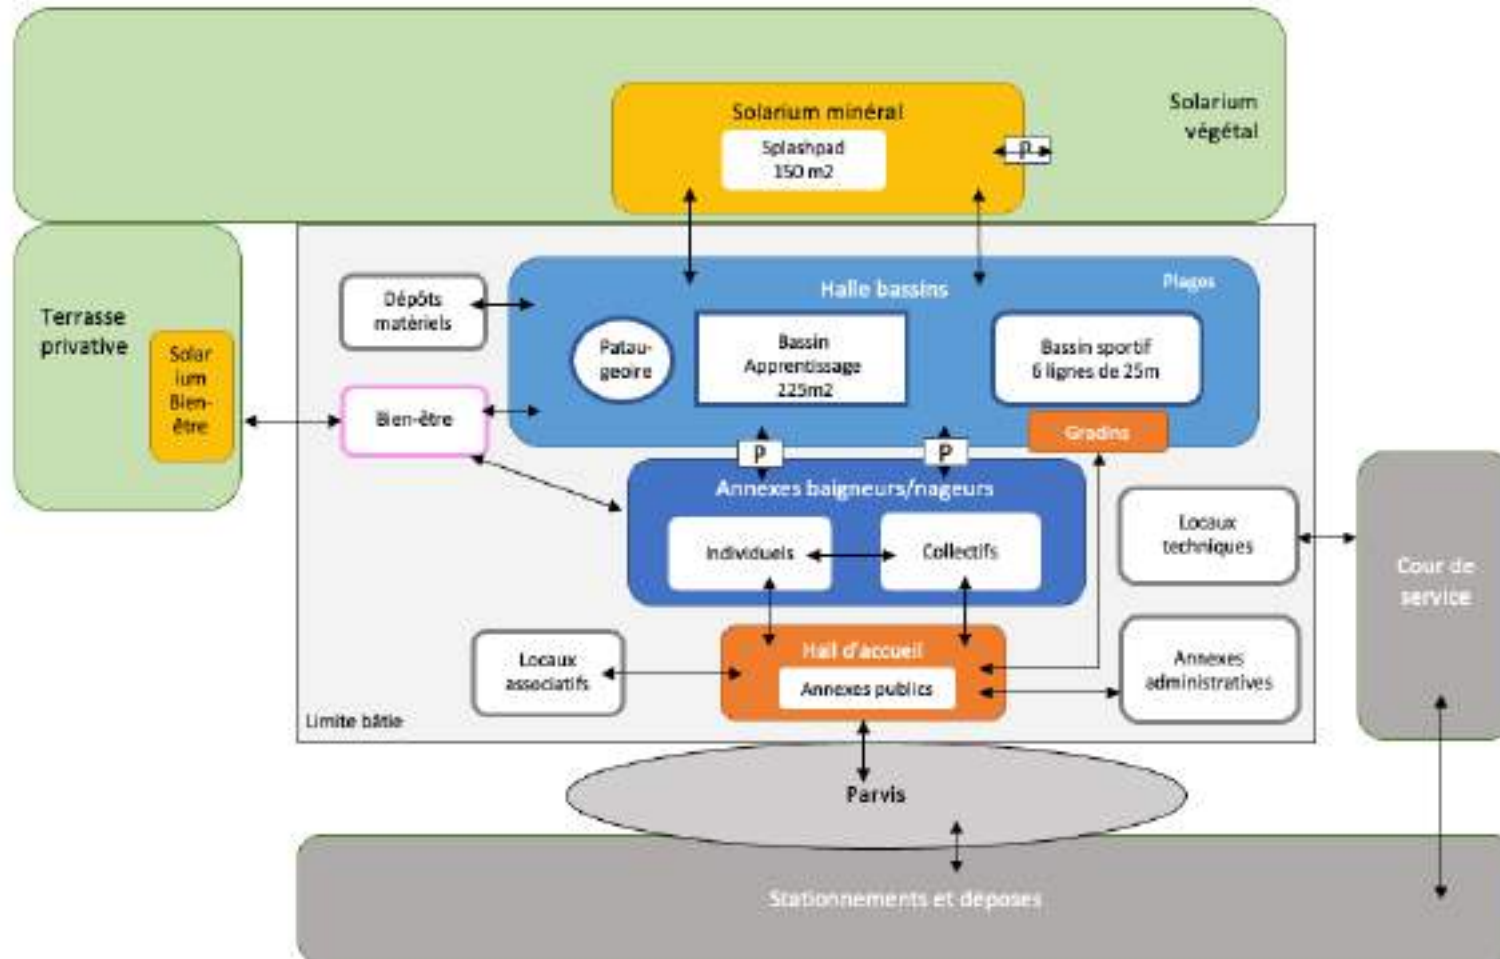 Solarium minéral
Splashpad
150 m2
P
Solarium
végétal
Terrasse
privative
Solar
ium
Bien-
être
Dépôts
matériels
Bien-être
Halle bassins
Plages
Patau-
geoire
Bassin
Apprentissage
225m2
Bassin sportif
6 lignes de 25m
Gradins
P
P
Annexes baigneurs/nageurs
Individuels
Collectifs
Locaux
techniques
Cour de
service
Locaux
associatifs
Hall d'accueil
Annexes publics
Annexes
administratives
Limite bâtie
Parvis
Stationnements et déposes